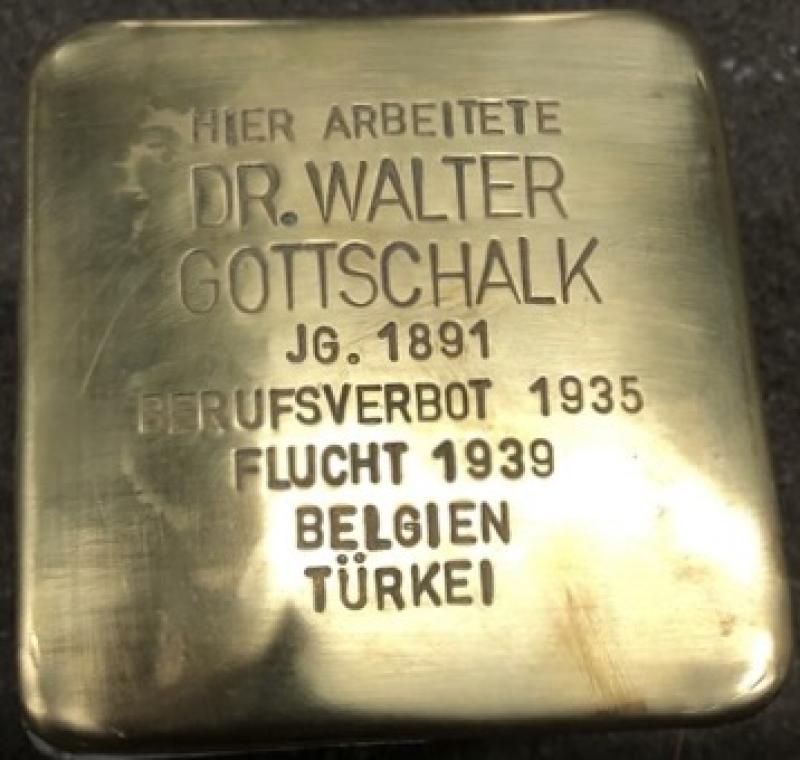 HIER ARBEITETE
DR. WALTER
GOTTSCHALK
JG. 1891
BERUFSVERBOT 1935
FLUCHT 1939
BELGIEN
TÜRKEI